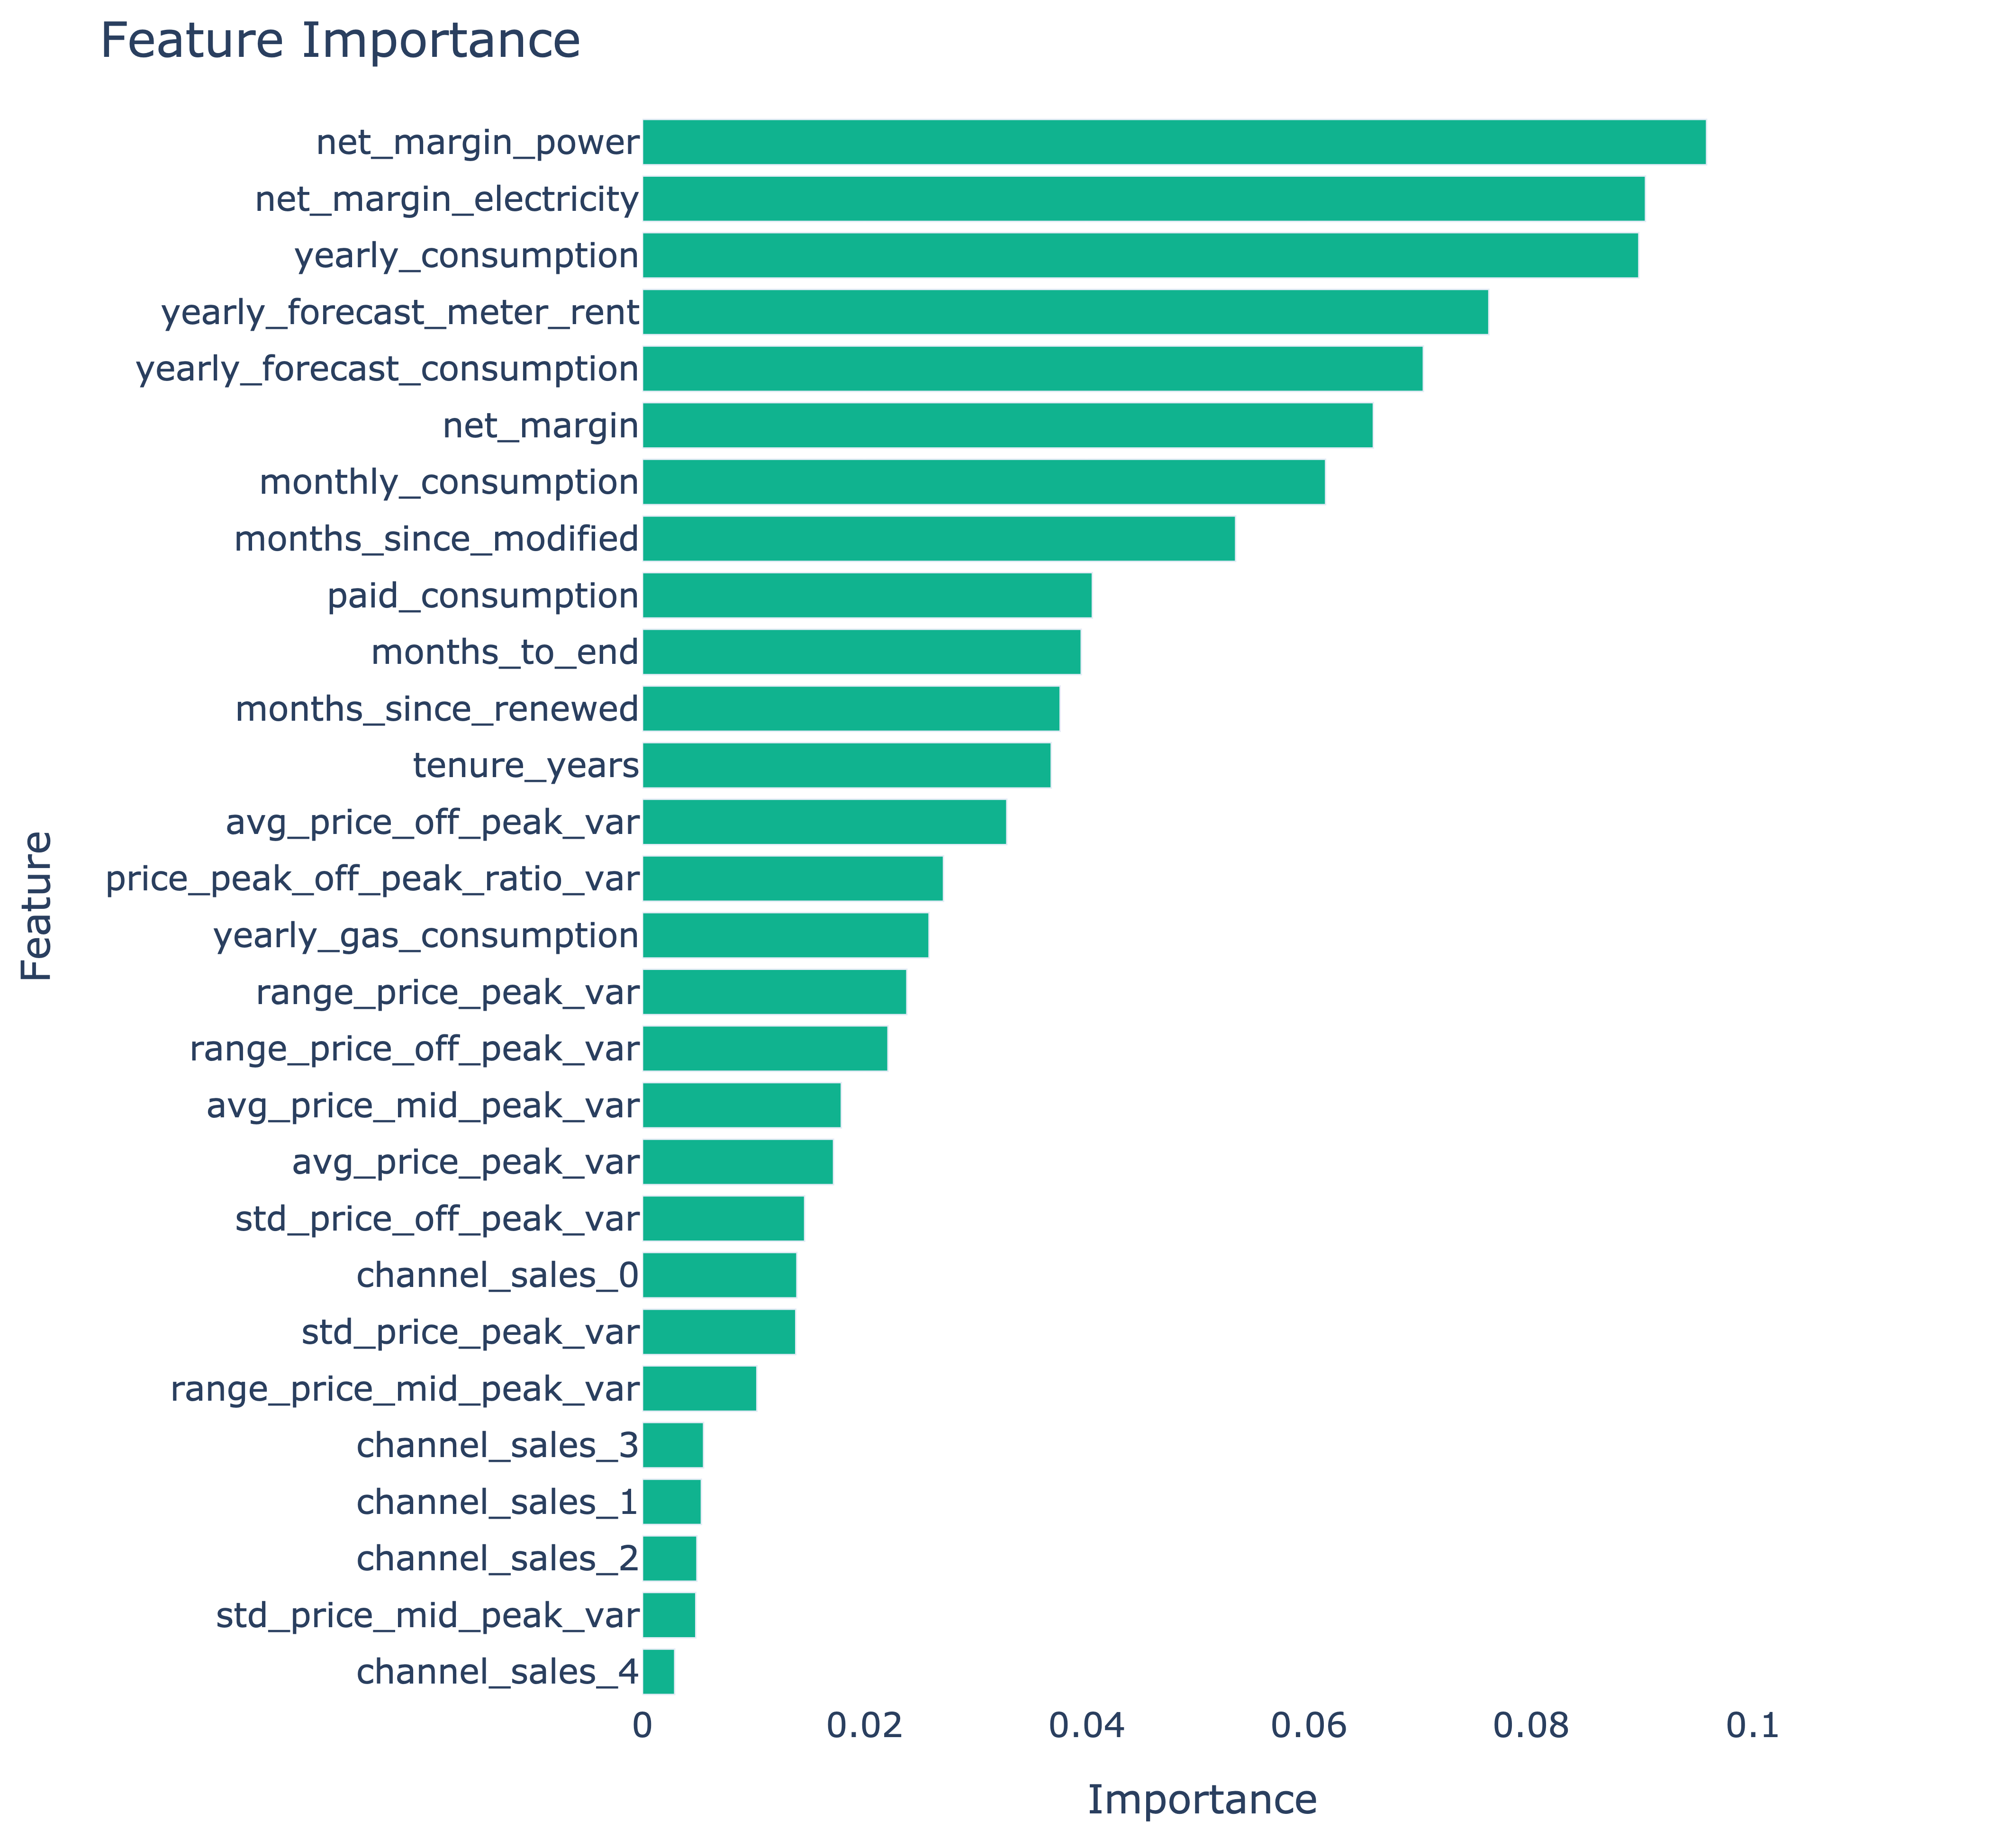 Feature Importance
net_margin_power
net_margin_electricity
yearly_consumption
yearly_forecast_meter_rent
yearly_forecast_consumption
net_margin
monthly_consumption
months_since_modified
paid_consumption
months_to_end
months_since_renewed
tenure_years
avg_price_off_peak_var
price_peak_off_peak_ratio_var
yearly_gas_consumption
range_price_peak_var
range_price_off_peak_var
avg_price_mid_peak_var
avg_price_peak_var
std_price_off_peak_var
channel_sales_0
std_price_peak_var
range_price_mid_peak_var
channel_sales_3
channel_sales_1
channel_sales_2
std_price_mid_peak_var
channel_sales_4
Feature
0 0.02 0.04 0.06 0.08 0.1
Importance